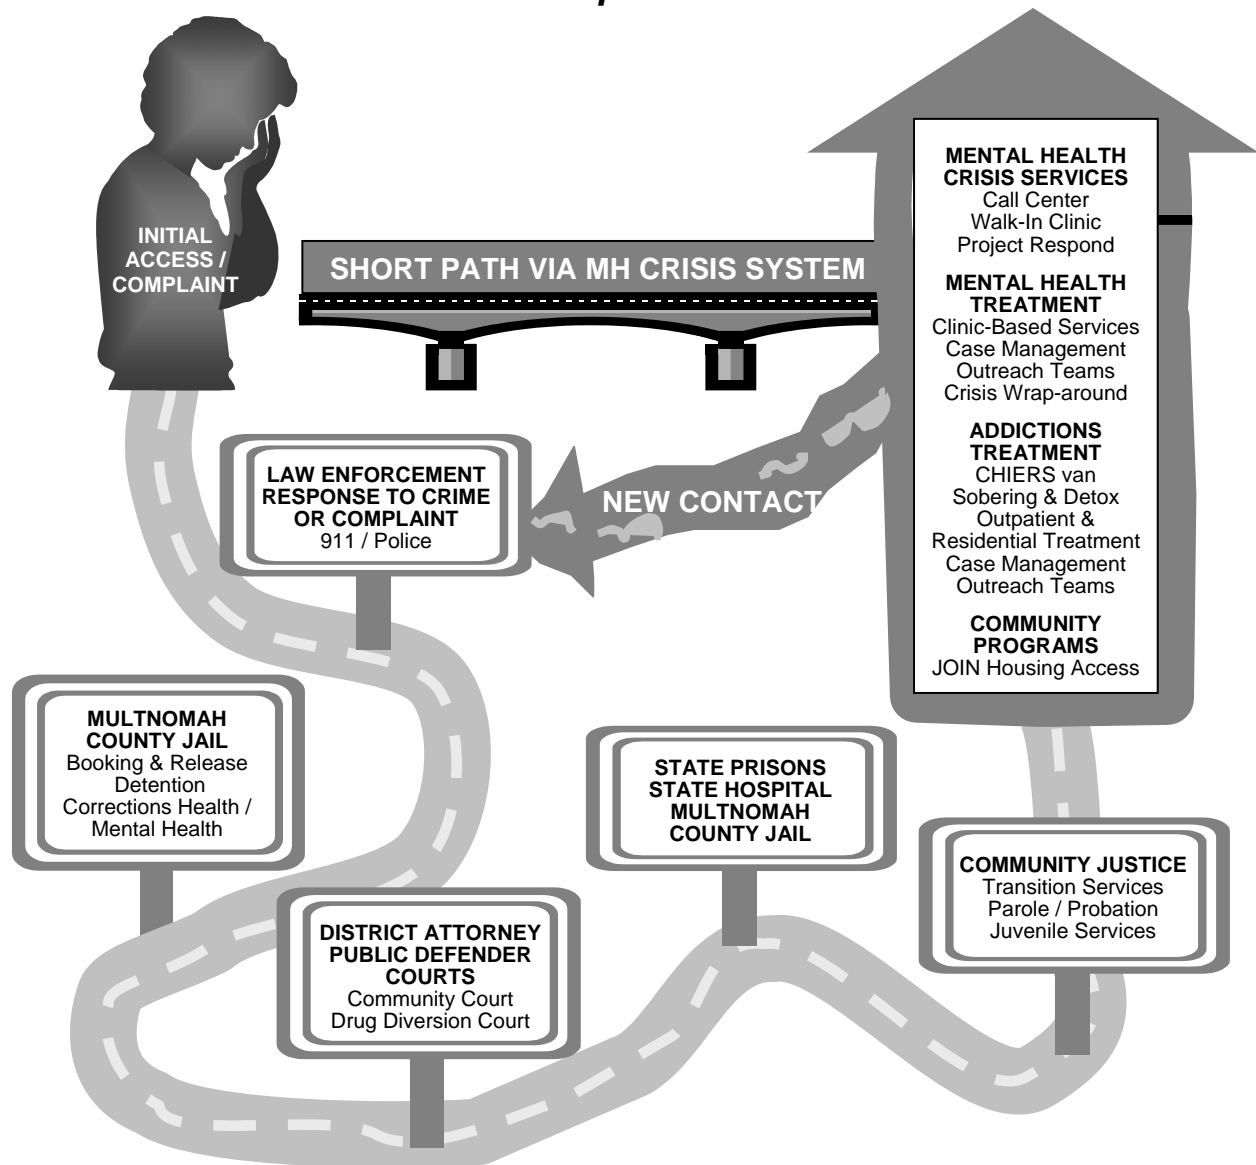 INITIAL
ACCESS /
COMPLAINT
SHORT PATH VIA MH CRISIS SYSTEM
MENTAL HEALTH
CRISIS SERVICES
Call Center
Walk-In Clinic
Project Respond
MENTAL HEALTH
TREATMENT
Clinic-Based Services
Case Management
Outreach Teams
Crisis Wrap-around
ADDICTIONS
TREATMENT
CHIERS van
Sobering & Detox
Outpatient &
Residential Treatment
Case Management
Outreach Teams
COMMUNITY
PROGRAMS
JOIN Housing Access
LAW ENFORCEMENT
RESPONSE TO CRIME
OR COMPLAINT
911 / Police
NEW CONTACT
MULTNOMAH
COUNTY JAIL
Booking & Release
Detention
Corrections Health /
Mental Health
DISTRICT ATTORNEY
PUBLIC DEFENDER
COURTS
Community Court
Drug Diversion Court
STATE PRISONS
STATE HOSPITAL
MULTNOMAH
COUNTY JAIL
COMMUNITY JUSTICE
Transition Services
Parole / Probation
Juvenile Services